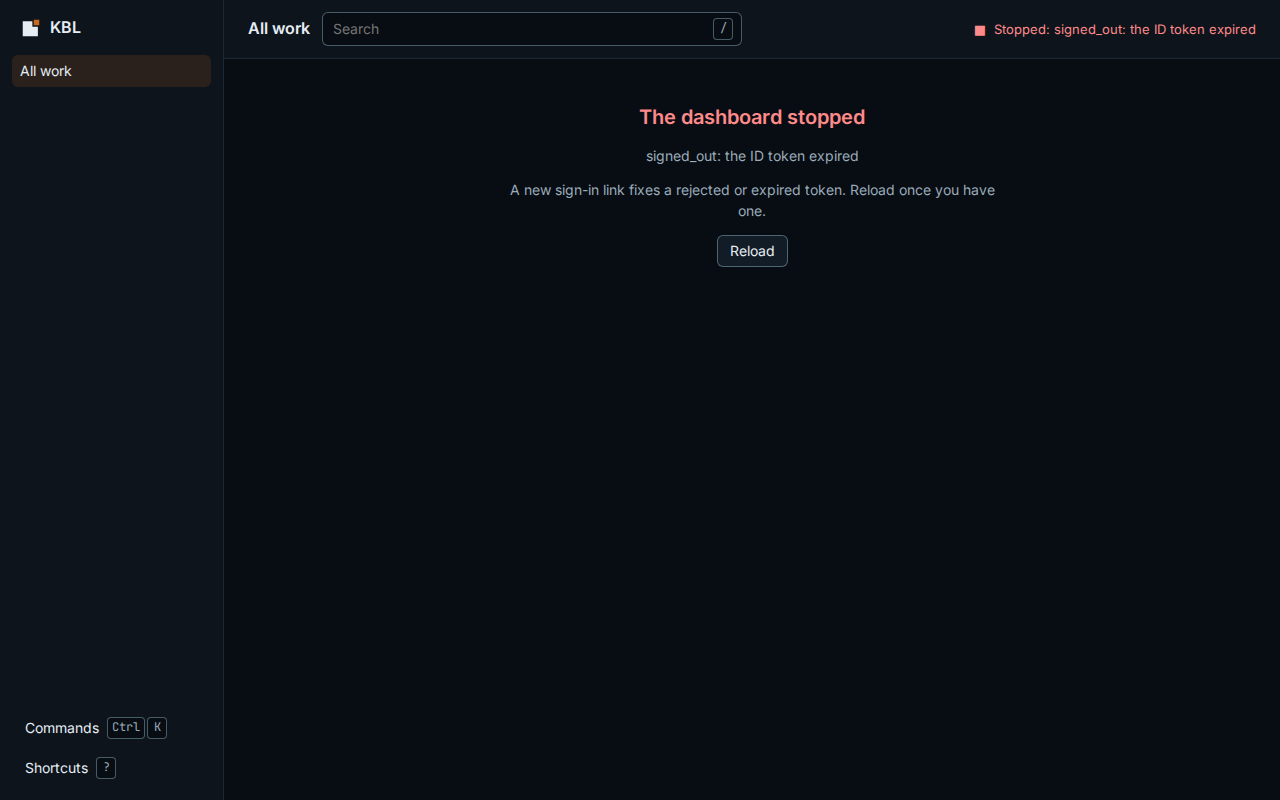 KBL
All work
All work
Search
/
Stopped: signed_out: the ID token expired
The dashboard stopped
signed_out: the ID token expired
A new sign-in link fixes a rejected or expired token. Reload once you have
one.
Reload
Commands Ctrl K
Shortcuts ?